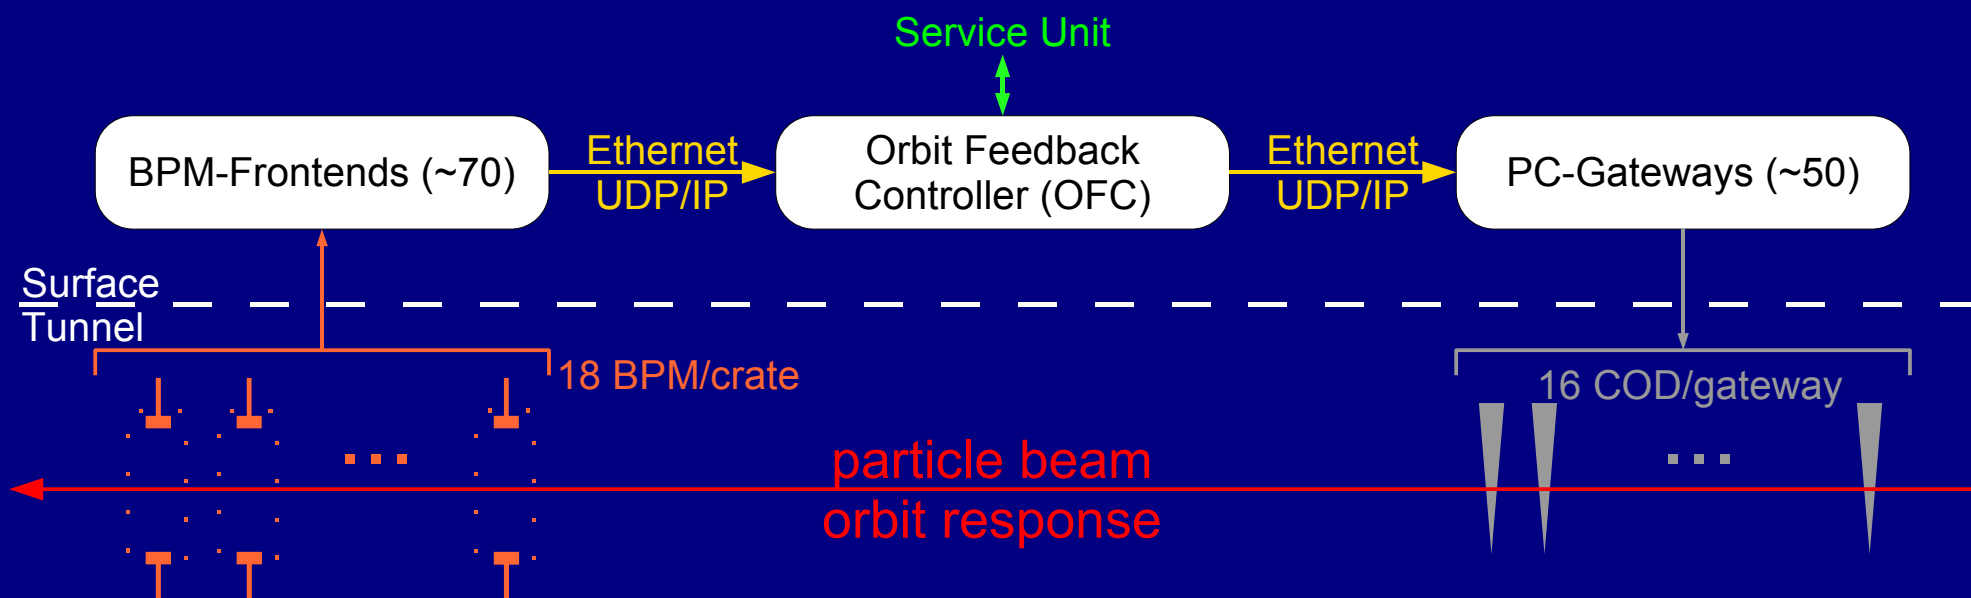 Service Unit
BPM-Frontends (~70)
Ethernet
UDP/IP
Orbit Feedback
Controller (OFC)
Ethernet
UDP/IP
PC-Gateways (~50)
Surface
Tunnel
18 BPM/crate
16 COD/gateway
particle beam
orbit response